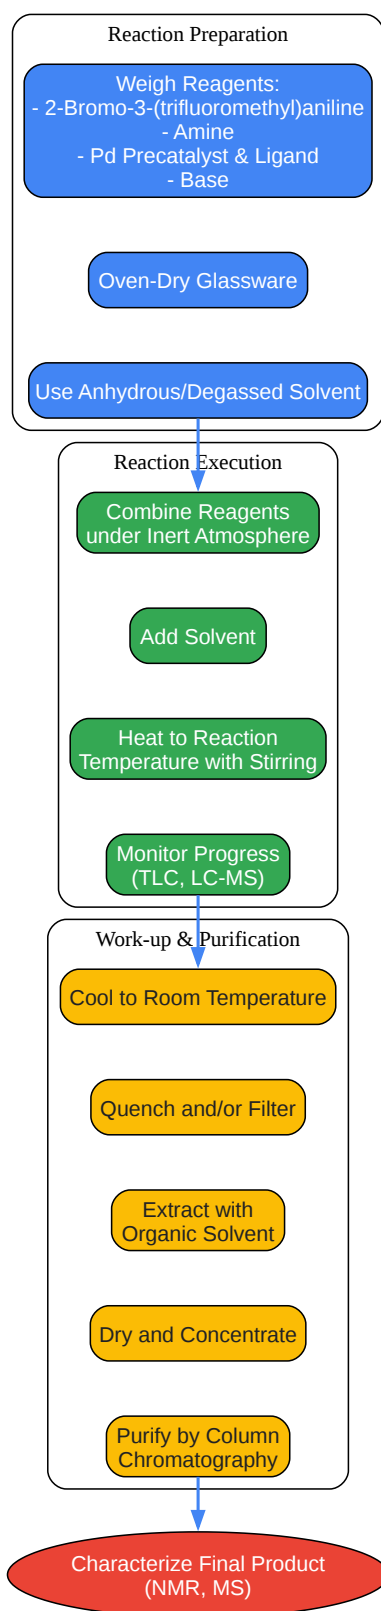 Reaction Preparation
Weigh Reagents:
- 2-Bromo-3-(trifluoromethyl)aniline
- Amine
- Pd Precatalyst & Ligand
- Base
Oven-Dry Glassware
Use Anhydrous/Degassed Solvent
Reaction Execution
Combine Reagents
under Inert Atmosphere
Add Solvent
Heat to Reaction
Temperature with Stirring
Monitor Progress
(TLC, LC-MS)
Work-up & Purification
Cool to Room Temperature
Quench and/or Filter
Extract with
Organic Solvent
Dry and Concentrate
Purify by Column
Chromatography
Characterize Final Product
(NMR, MS)